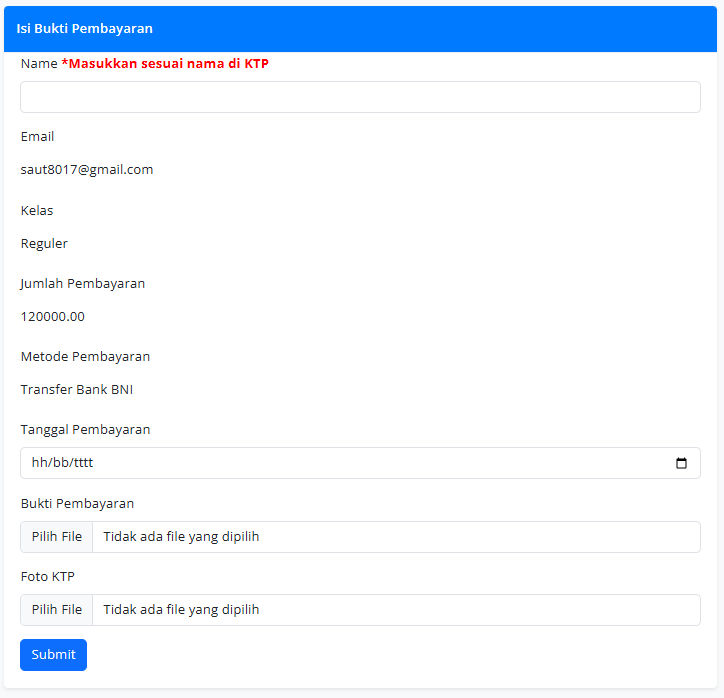 Isi Bukti Pembayaran
Name *Masukkan sesuai nama di KTP
Email
saut8017@gmail.com
Kelas
Reguler
Jumlah Pembayaran
120000.00
Metode Pembayaran
Transfer Bank BNI
Tanggal Pembayaran
hh/bb/tttt
Bukti Pembayaran
Pilih File Tidak ada file yang dipilih
Foto KTP
Pilih File Tidak ada file yang dipilih
Submit